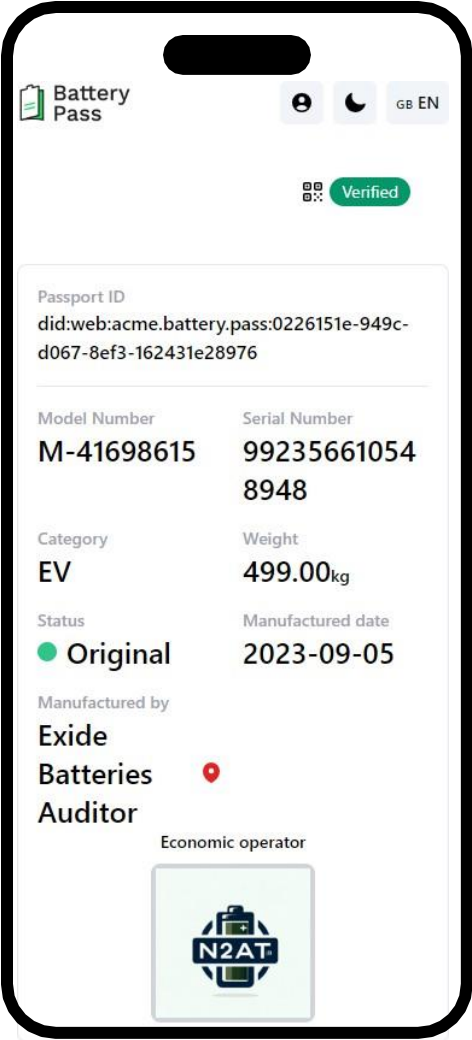 Battery
Pass
GB EN
Verified
Passport ID
did:web:acme.battery.pass:0226151e-949c-
d067-8ef3-162431e28976
Model Number
M-41698615
Serial Number
99235661054
8948
Category
EV
Weight
499.00kg
Status
Original
Manufactured date
2023-09-05
Manufactured by
Exide
Batteries
Auditor
Economic operator
N2AT